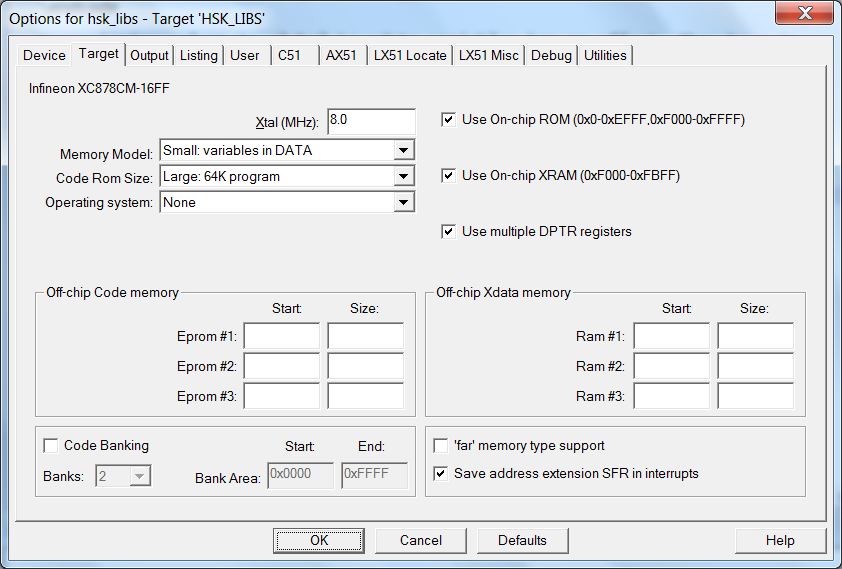 Options for hsk_libs - Target 'HSK_LIBS'
Device Target Output Listing User C51 AX51 LX51 Locate LX51 Misc Debug Utilities
Infineon XC878CM-16FF
Xtal (MHz): 8.0
Use On-chip ROM (0x0-0xEFFF,0xF000-0xFFFF)
Memory Model: Small: variables in DATA
Code Rom Size: Large: 64K program
Use On-chip XRAM (0xF000-0xFBFF)
Operating system: None
Use multiple DPTR registers
Off-chip Code memory
Start: Size:
Eprom #1:
Eprom #2:
Eprom #3:
Off-chip Xdata memory
Start: Size:
Ram #1:
Ram #2:
Ram #3:
Code Banking Start: End:
Banks: 2 Bank Area: 0x0000 0xFFFF
'far' memory type support
Save address extension SFR in interrupts
OK Cancel Defaults Help